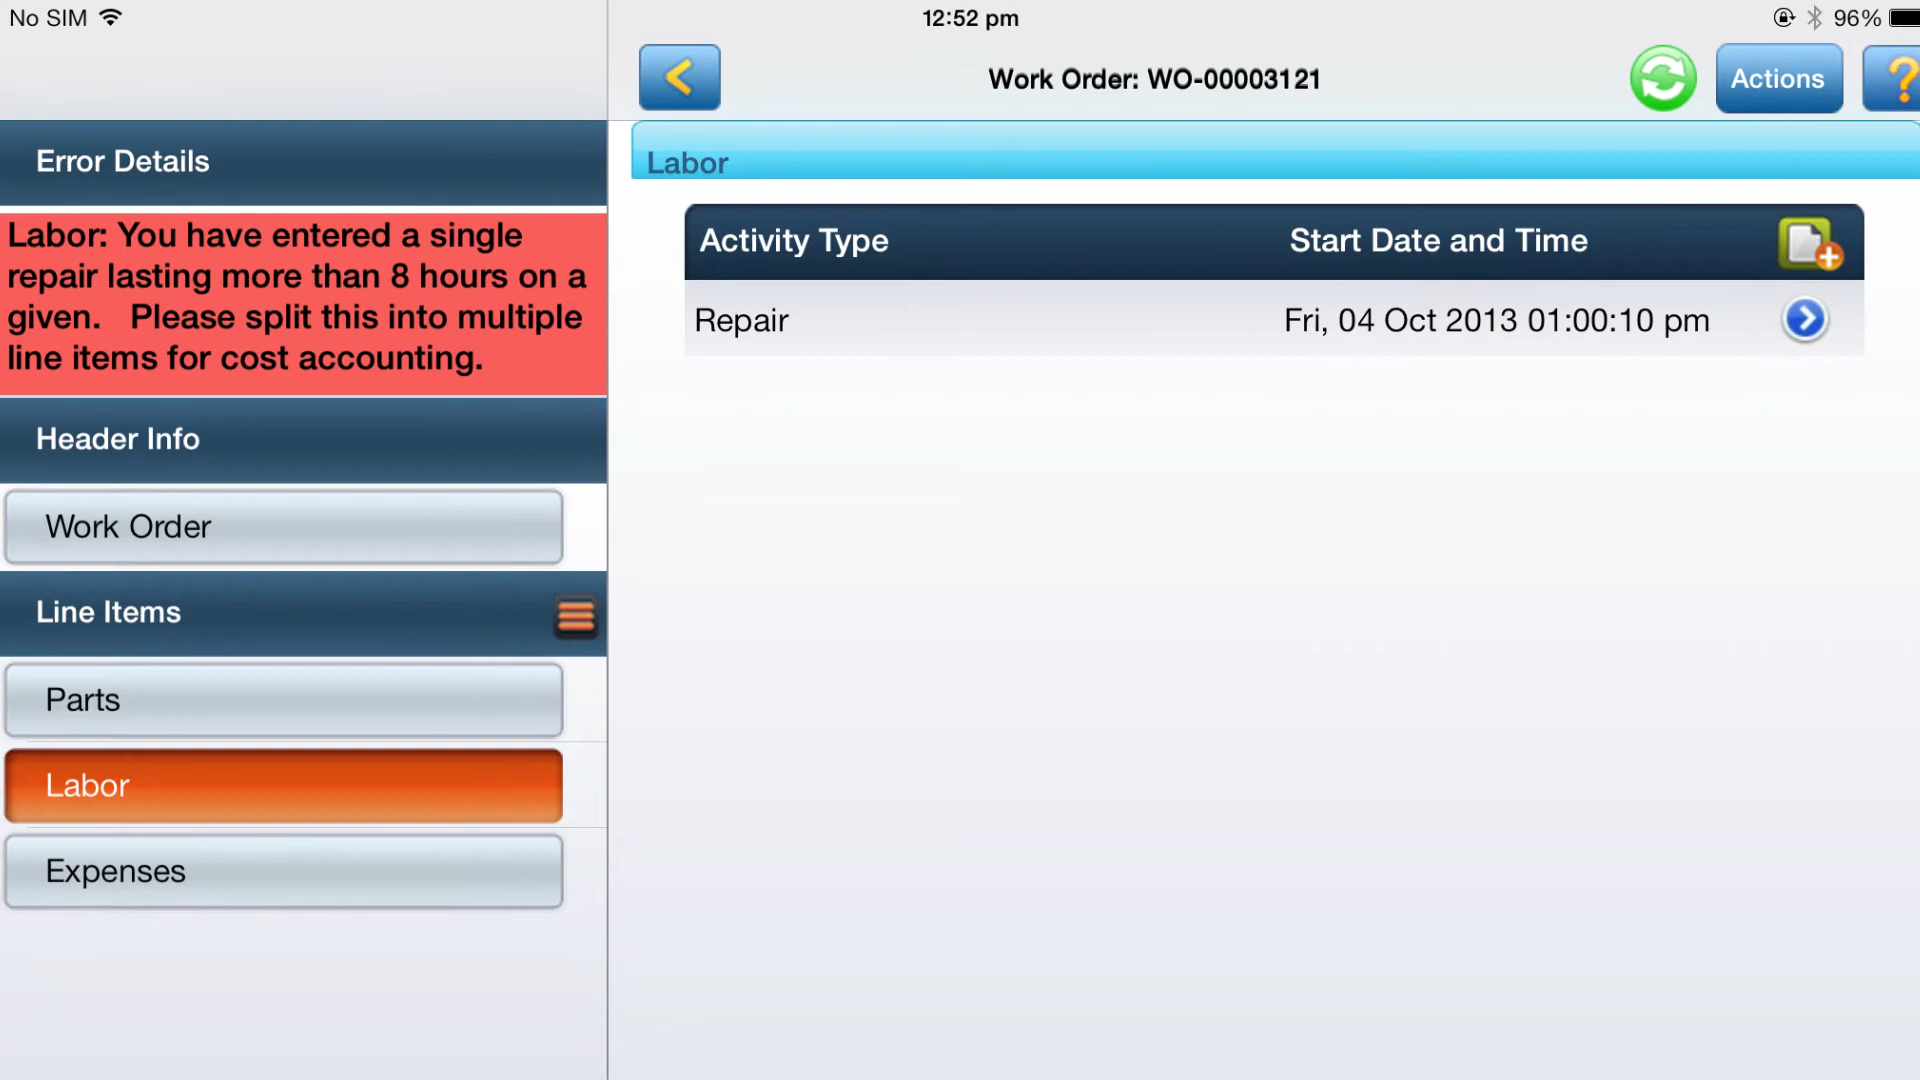 No SIM
12:52 pm
96%
Work Order: WO-00003121
Actions
?
Error Details
Labor: You have entered a single
repair lasting more than 8 hours on a
given.   Please split this into multiple
line items for cost accounting.
Header Info
Work Order
Line Items
Parts
Labor
Expenses
Labor
Activity Type
Start Date and Time
Repair
Fri, 04 Oct 2013 01:00:10 pm